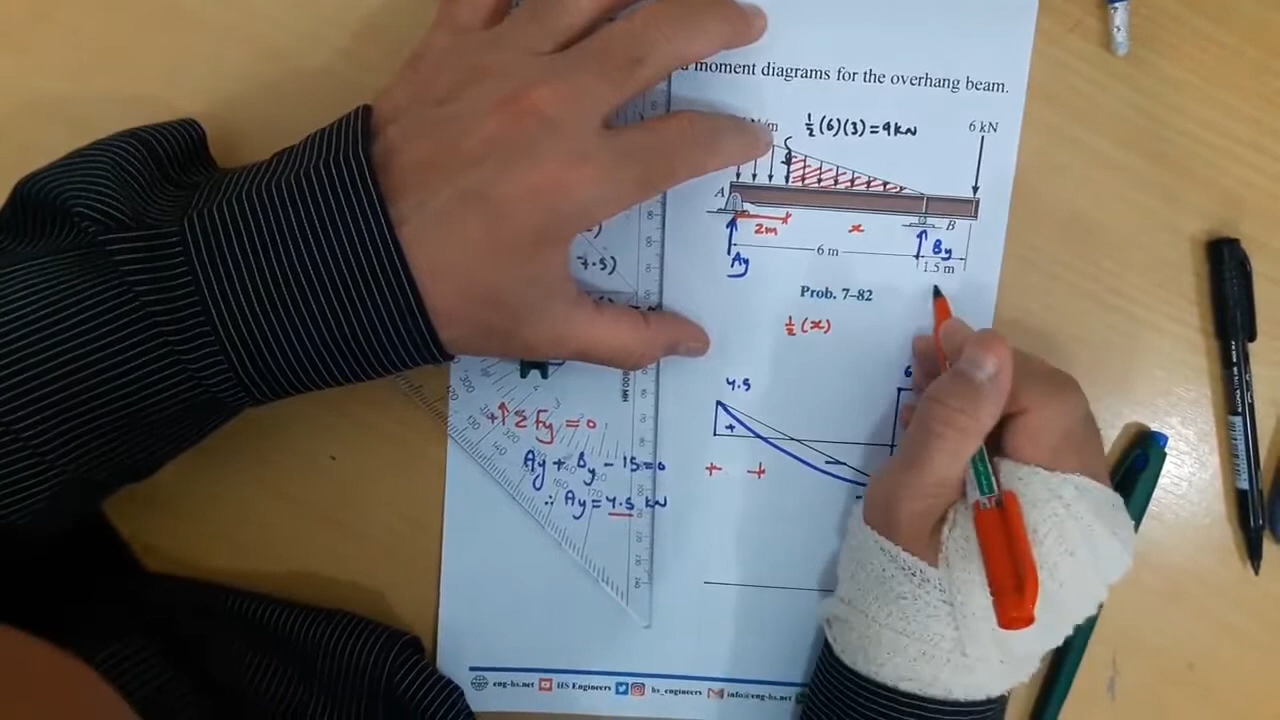 moment diagrams for the overhang beam.
½(6)(3)=9kN
6 kN
C
A
2m
x
B
6 m
Ay
By
1.5 m
7.5)
Prob. 7–82
½(x)
4.5
6
+
−
+ +
+↑ΣFy=0
Ay + By − 15=0
∴ Ay=4.5 kN
eng-hs.net HS Engineers hs_engineers info@eng-hs.net